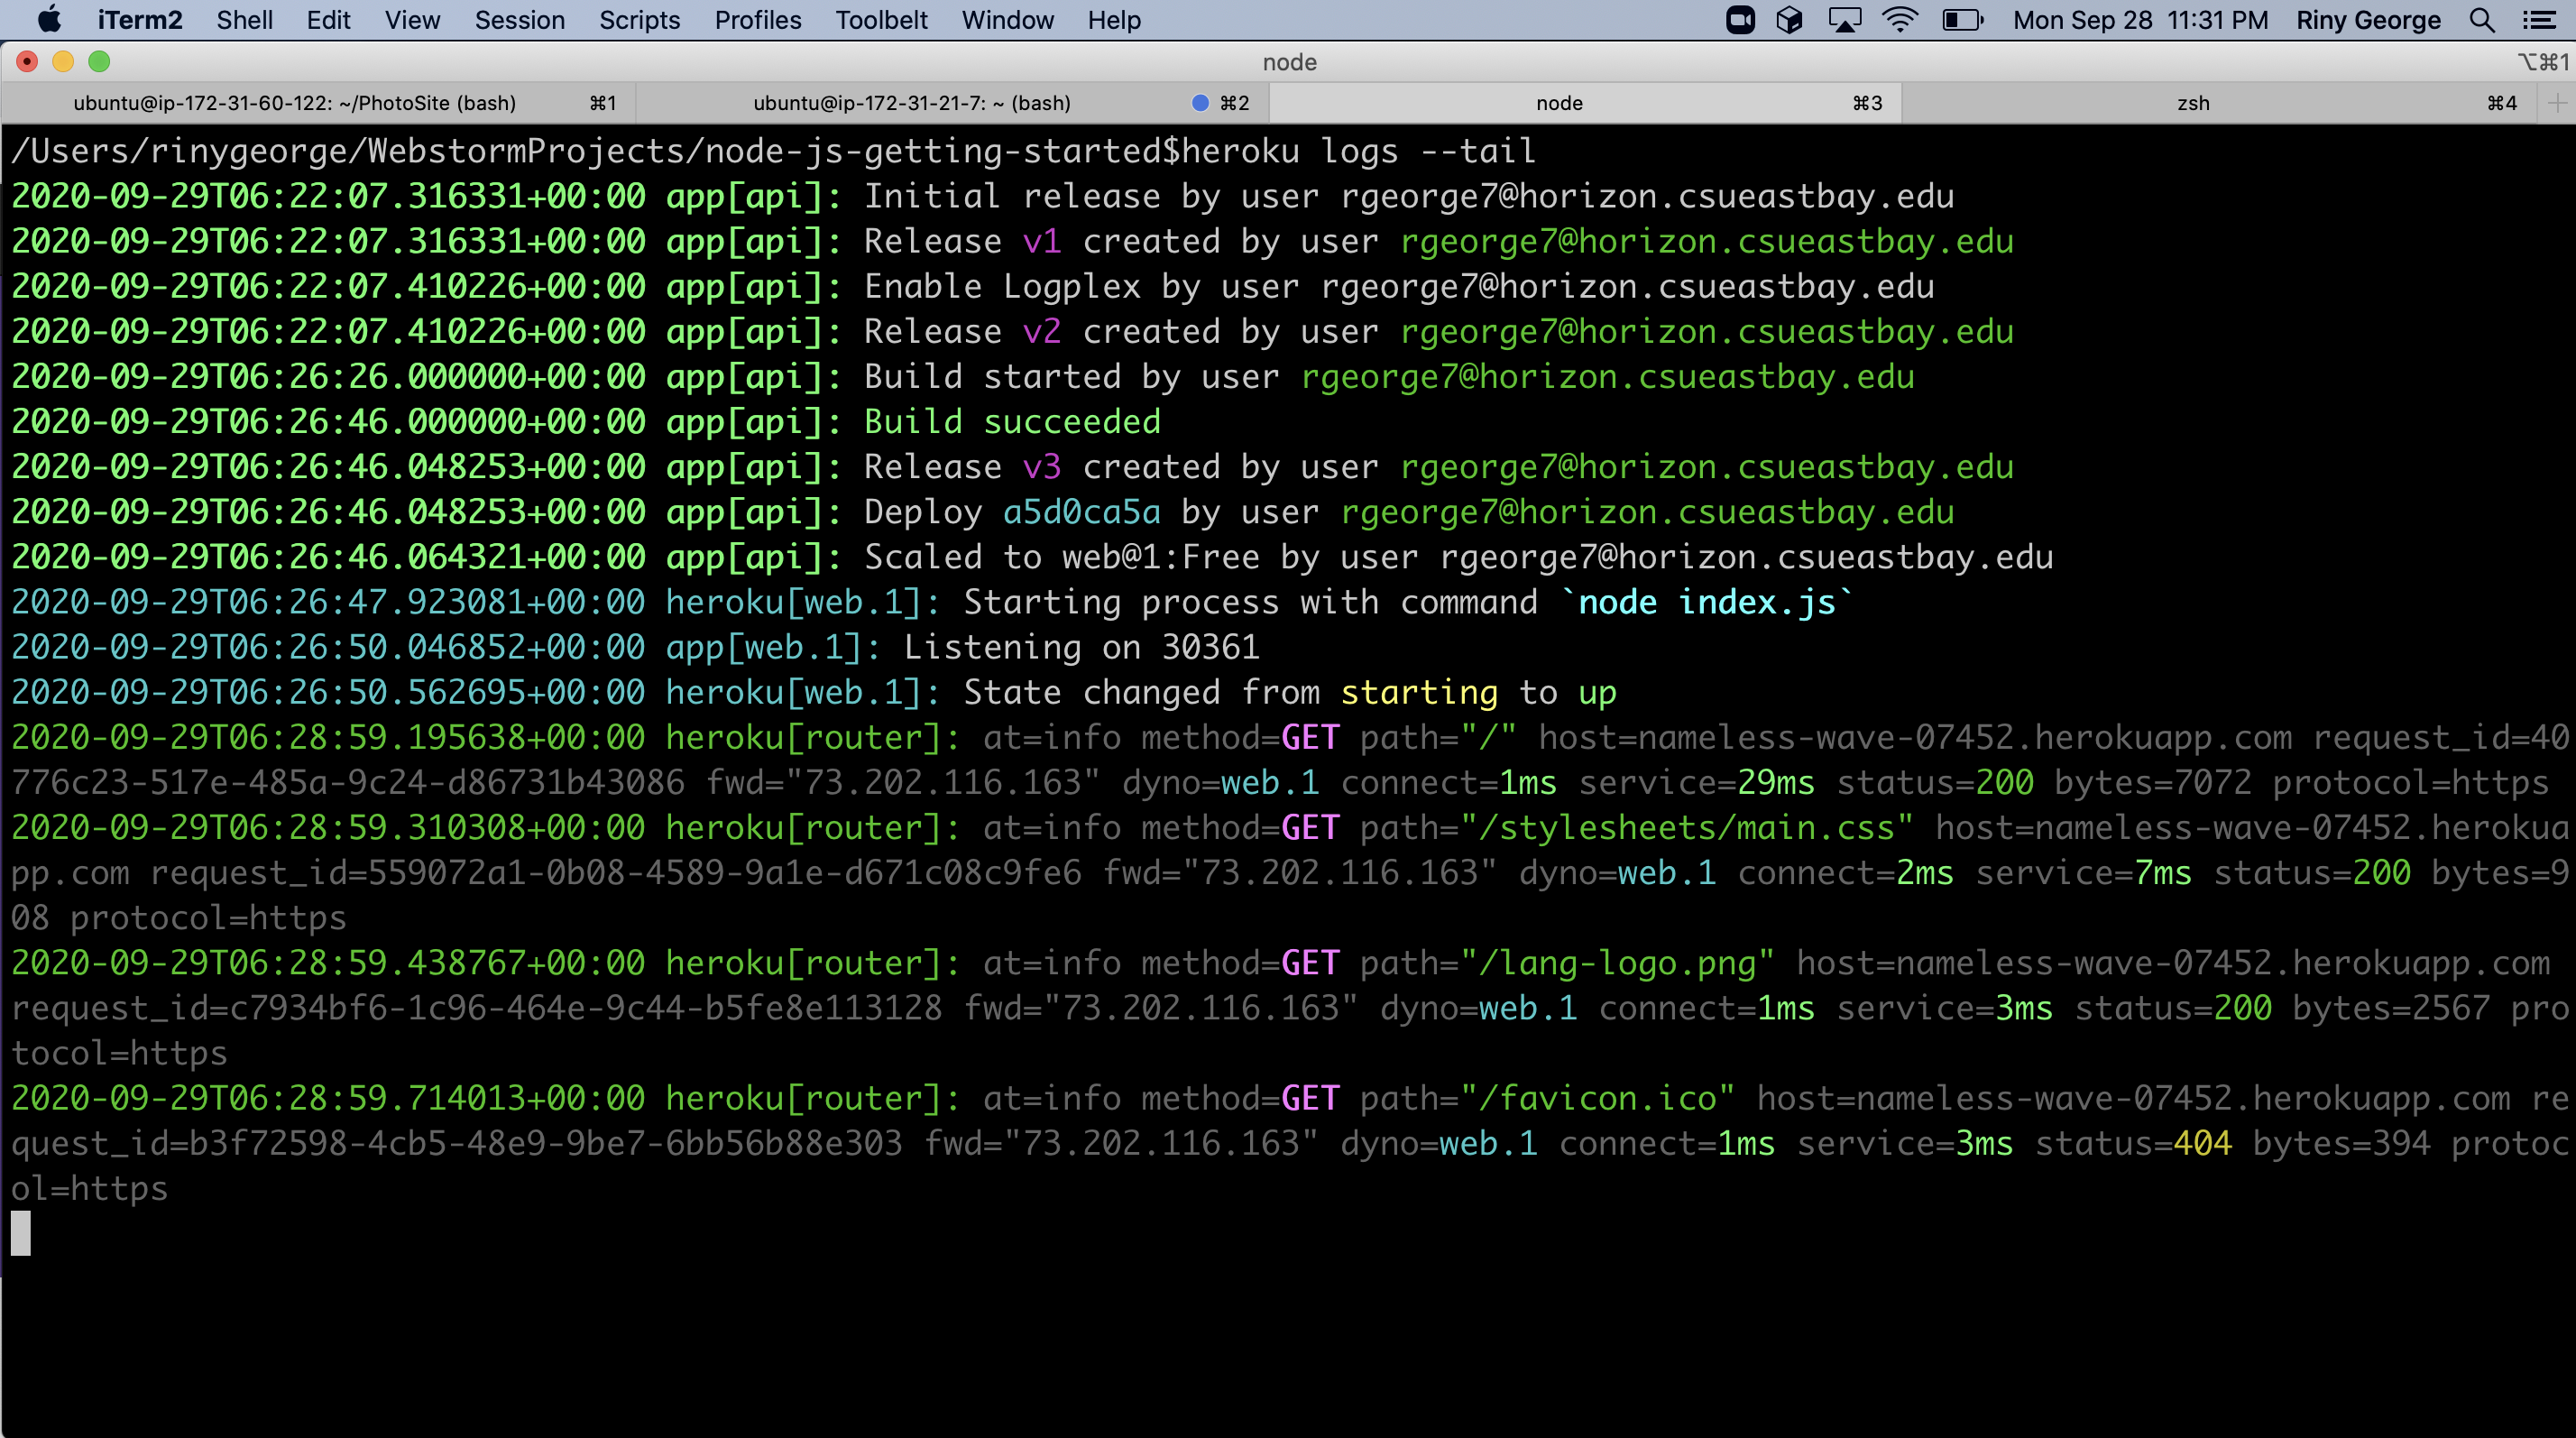 iTerm2 Shell Edit View Session Scripts Profiles Toolbelt Window Help Mon Sep 28 11:31 PM Riny George
node ⌥⌘1
ubuntu@ip-172-31-60-122: ~/PhotoSite (bash) ⌘1 ubuntu@ip-172-31-21-7: ~ (bash) ⌘2 node ⌘3 zsh ⌘4
/Users/rinygeorge/WebstormProjects/node-js-getting-started$heroku logs --tail
2020-09-29T06:22:07.316331+00:00 app[api]: Initial release by user rgeorge7@horizon.csueastbay.edu
2020-09-29T06:22:07.316331+00:00 app[api]: Release v1 created by user rgeorge7@horizon.csueastbay.edu
2020-09-29T06:22:07.410226+00:00 app[api]: Enable Logplex by user rgeorge7@horizon.csueastbay.edu
2020-09-29T06:22:07.410226+00:00 app[api]: Release v2 created by user rgeorge7@horizon.csueastbay.edu
2020-09-29T06:26:26.000000+00:00 app[api]: Build started by user rgeorge7@horizon.csueastbay.edu
2020-09-29T06:26:46.000000+00:00 app[api]: Build succeeded
2020-09-29T06:26:46.048253+00:00 app[api]: Release v3 created by user rgeorge7@horizon.csueastbay.edu
2020-09-29T06:26:46.048253+00:00 app[api]: Deploy a5d0ca5a by user rgeorge7@horizon.csueastbay.edu
2020-09-29T06:26:46.064321+00:00 app[api]: Scaled to web@1:Free by user rgeorge7@horizon.csueastbay.edu
2020-09-29T06:26:47.923081+00:00 heroku[web.1]: Starting process with command `node index.js`
2020-09-29T06:26:50.046852+00:00 app[web.1]: Listening on 30361
2020-09-29T06:26:50.562695+00:00 heroku[web.1]: State changed from starting to up
2020-09-29T06:28:59.195638+00:00 heroku[router]: at=info method=GET path="/" host=nameless-wave-07452.herokuapp.com request_id=40
776c23-517e-485a-9c24-d86731b43086 fwd="73.202.116.163" dyno=web.1 connect=1ms service=29ms status=200 bytes=7072 protocol=https
2020-09-29T06:28:59.310308+00:00 heroku[router]: at=info method=GET path="/stylesheets/main.css" host=nameless-wave-07452.herokua
pp.com request_id=559072a1-0b08-4589-9a1e-d671c08c9fe6 fwd="73.202.116.163" dyno=web.1 connect=2ms service=7ms status=200 bytes=9
08 protocol=https
2020-09-29T06:28:59.438767+00:00 heroku[router]: at=info method=GET path="/lang-logo.png" host=nameless-wave-07452.herokuapp.com
request_id=c7934bf6-1c96-464e-9c44-b5fe8e113128 fwd="73.202.116.163" dyno=web.1 connect=1ms service=3ms status=200 bytes=2567 pro
tocol=https
2020-09-29T06:28:59.714013+00:00 heroku[router]: at=info method=GET path="/favicon.ico" host=nameless-wave-07452.herokuapp.com re
quest_id=b3f72598-4cb5-48e9-9be7-6bb56b88e303 fwd="73.202.116.163" dyno=web.1 connect=1ms service=3ms status=404 bytes=394 protoc
ol=https